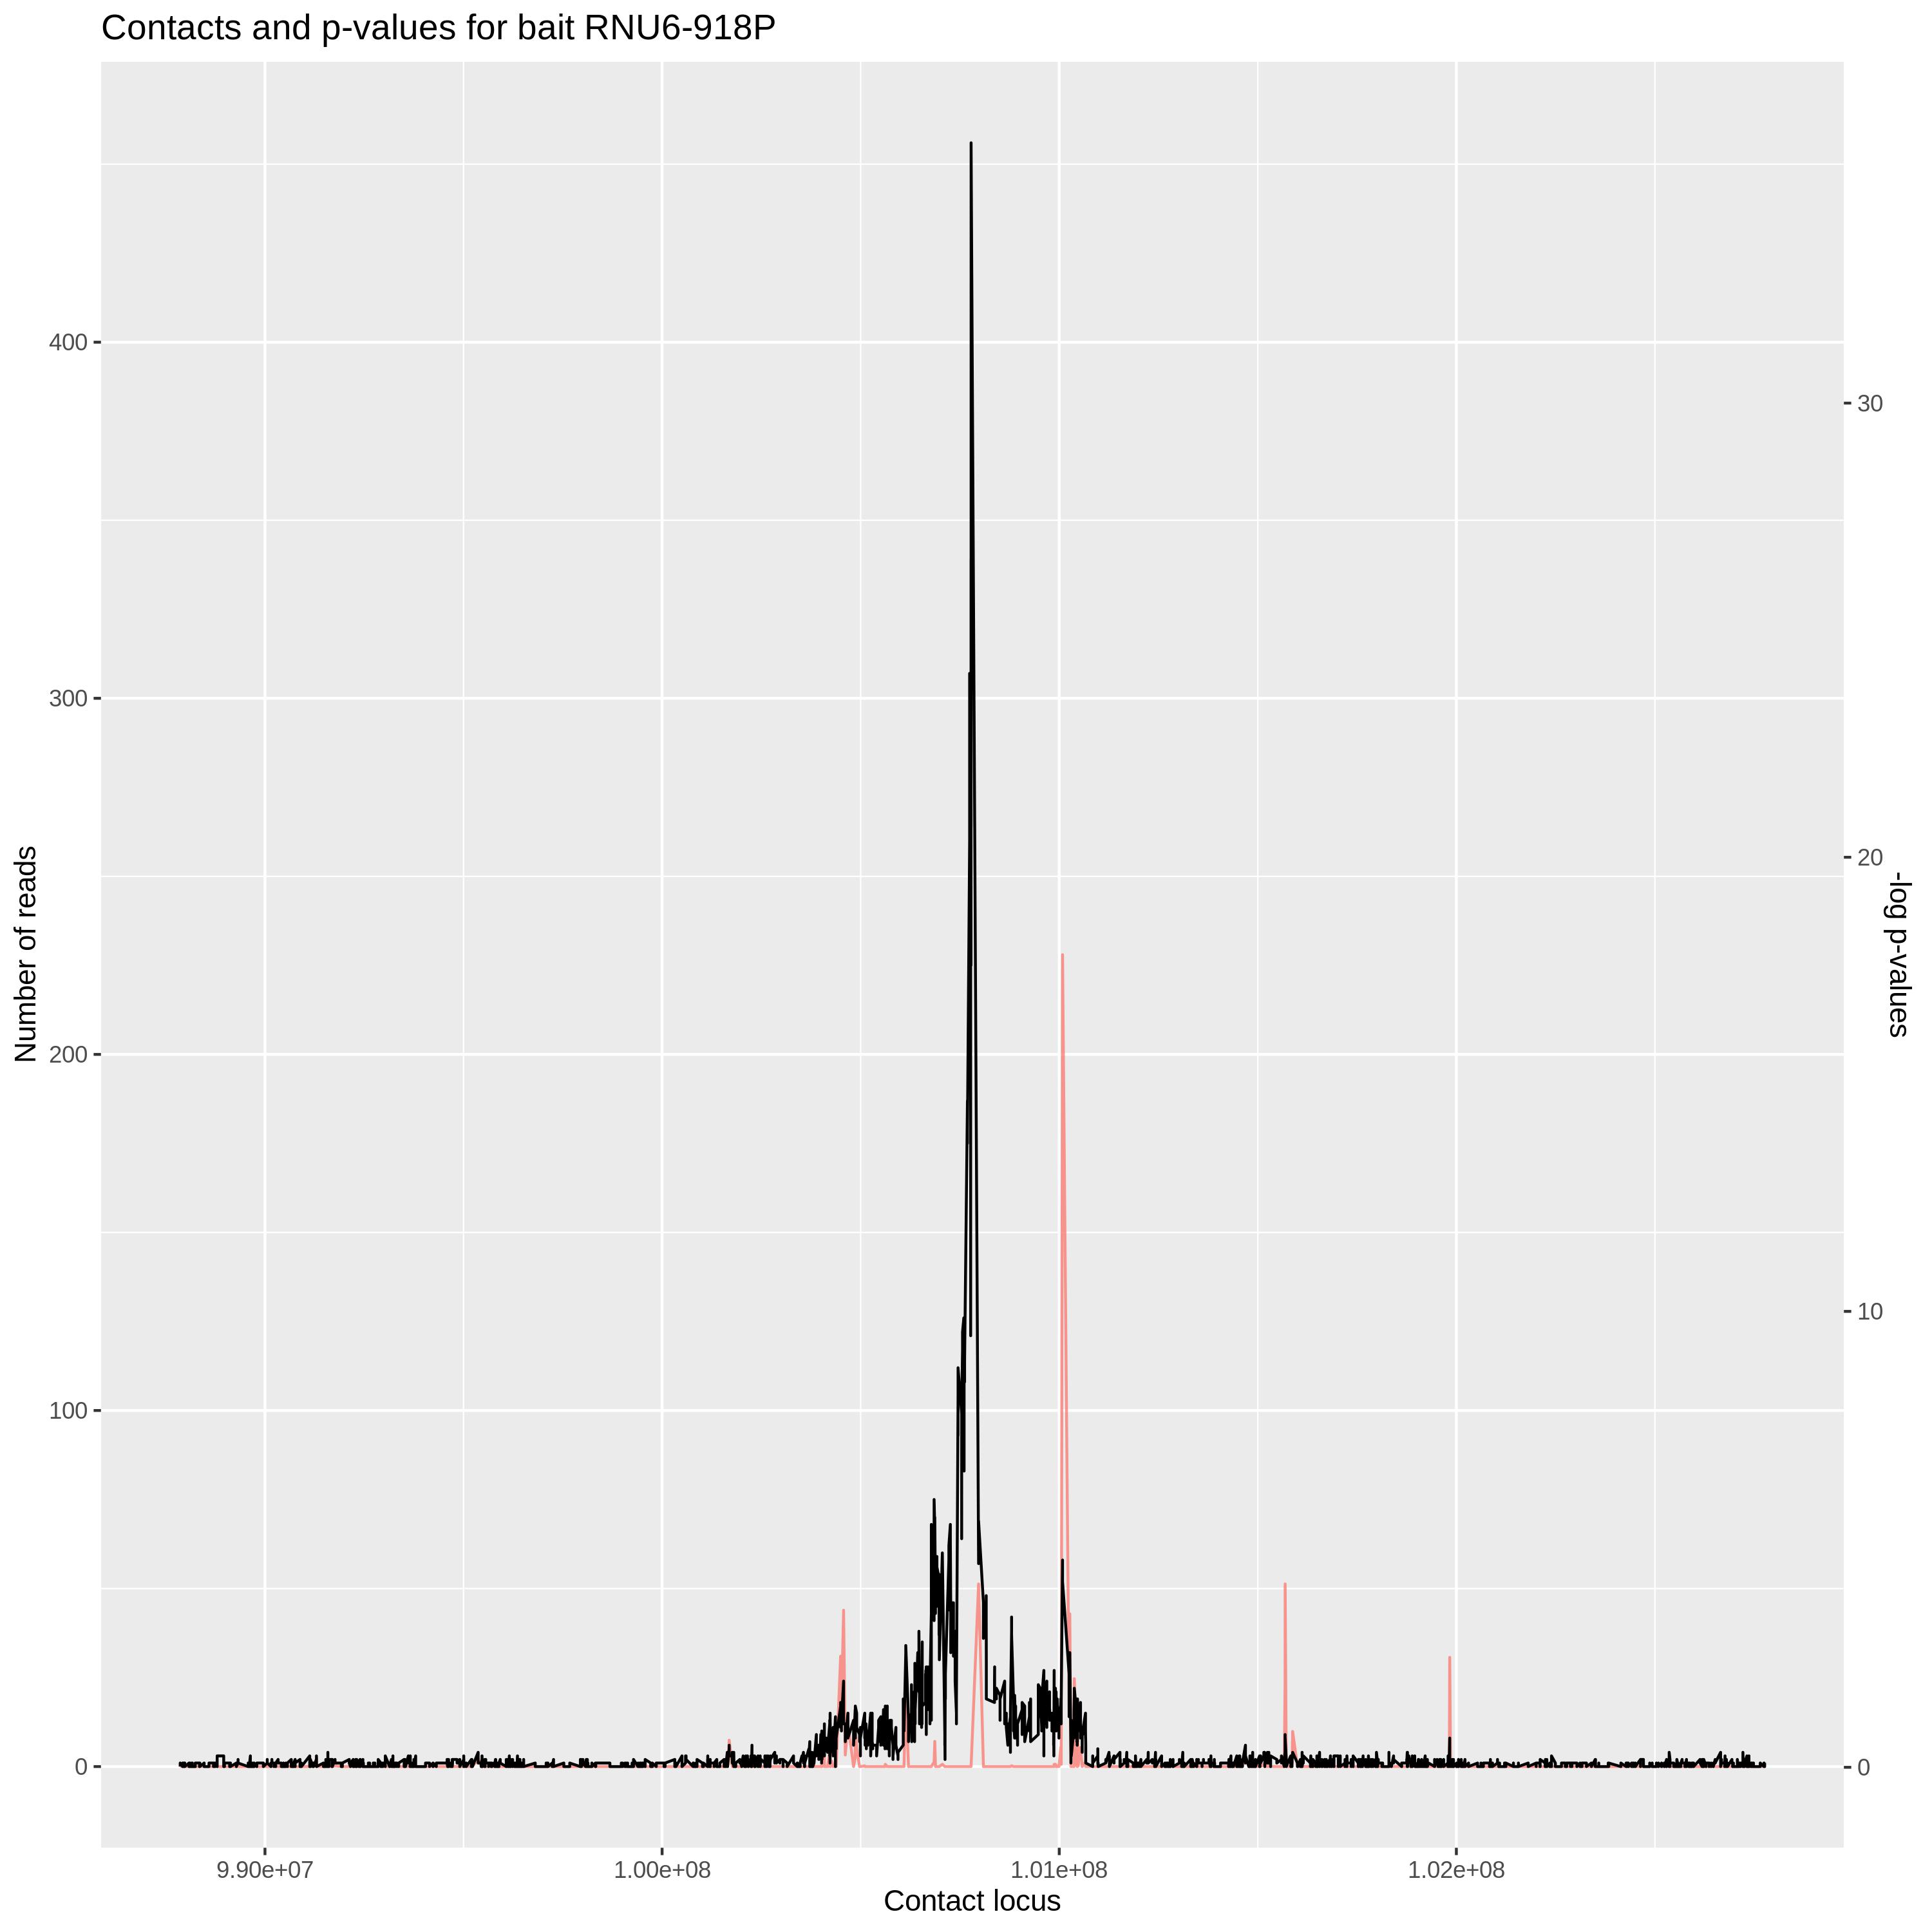 Contacts and p-values for bait RNU6-918P
Number of reads
400
300
200
100
0
30
20
10
0
-log p-values
9.90e+07
1.00e+08
1.01e+08
1.02e+08
Contact locus